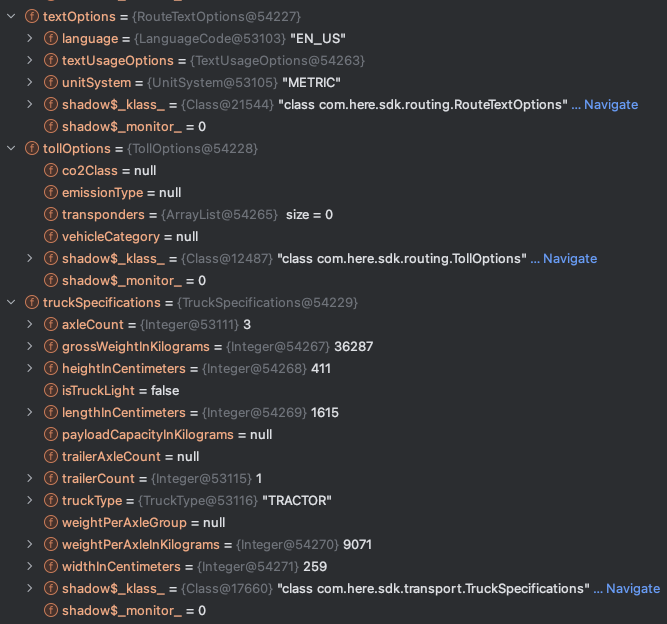 textOptions = {RouteTextOptions@54227}
language = {LanguageCode@53103} "EN_US"
textUsageOptions = {TextUsageOptions@54263}
unitSystem = {UnitSystem@53105} "METRIC"
shadow$_klass_ = {Class@21544} "class com.here.sdk.routing.RouteTextOptions" ... Navigate
shadow$_monitor_ = 0
tollOptions = {TollOptions@54228}
co2Class = null
emissionType = null
transponders = {ArrayList@54265} size = 0
vehicleCategory = null
shadow$_klass_ = {Class@12487} "class com.here.sdk.routing.TollOptions" ... Navigate
shadow$_monitor_ = 0
truckSpecifications = {TruckSpecifications@54229}
axleCount = {Integer@53111} 3
grossWeightInKilograms = {Integer@54267} 36287
heightInCentimeters = {Integer@54268} 411
isTruckLight = false
lengthInCentimeters = {Integer@54269} 1615
payloadCapacityInKilograms = null
trailerAxleCount = null
trailerCount = {Integer@53115} 1
truckType = {TruckType@53116} "TRACTOR"
weightPerAxleGroup = null
weightPerAxleInKilograms = {Integer@54270} 9071
widthInCentimeters = {Integer@54271} 259
shadow$_klass_ = {Class@17660} "class com.here.sdk.transport.TruckSpecifications" ... Navigate
shadow$_monitor_ = 0